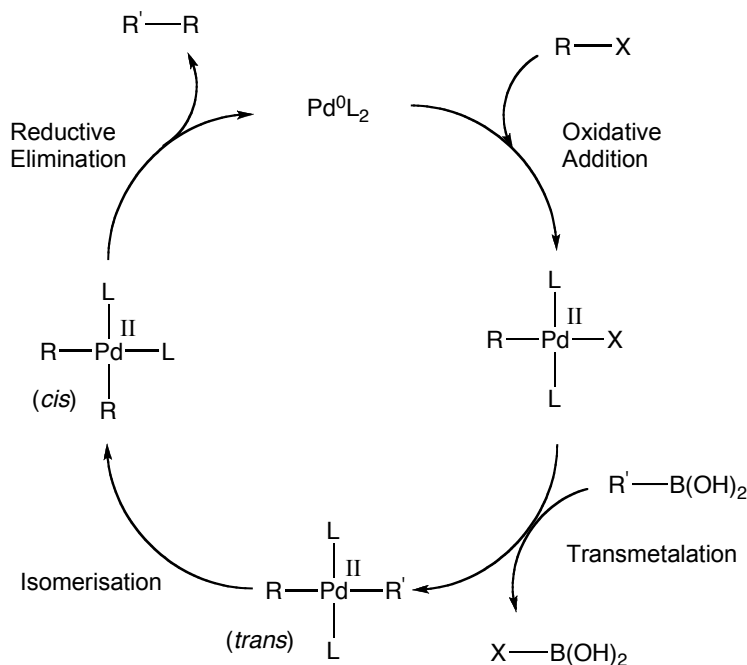 R'—R
R—X
Pd⁰L₂
Reductive
Elimination
Oxidative
Addition
L
II
R—Pd—L
(cis)
R
L
II
R—Pd—X
L
R'—B(OH)₂
Transmetalation
X—B(OH)₂
L
II
R—Pd—R'
(trans)
L
Isomerisation